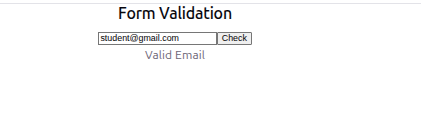 Form Validation
student@gmail.com Check
Valid Email